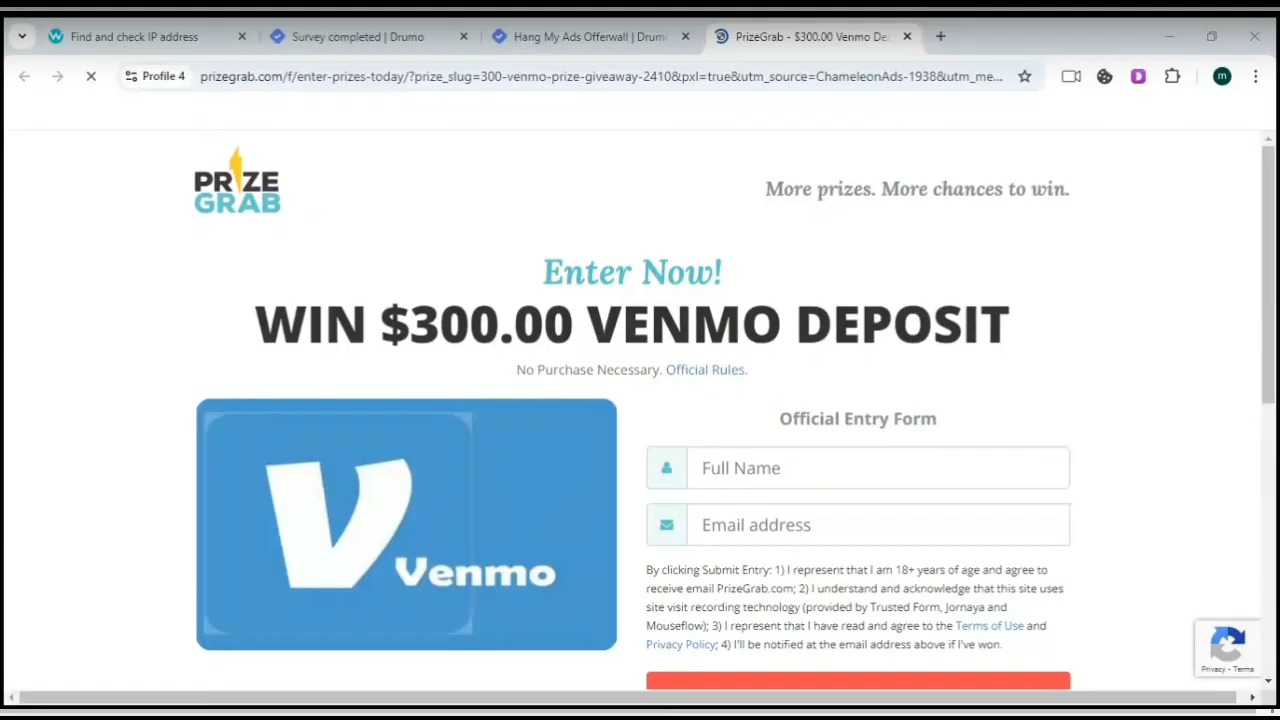 Find and check IP address
Survey completed | Drumo
Hang My Ads Offerwall | Drumo
PrizeGrab - $300.00 Venmo De
Profile 4
prizegrab.com/f/enter-prizes-today/?prize_slug=300-venmo-prize-giveaway-2410&pxl=true&utm_source=ChameleonAds-1938&utm_me...
m
PRIZE
GRAB
More prizes. More chances to win.
Enter Now!
WIN $300.00 VENMO DEPOSIT
No Purchase Necessary. Official Rules.
V Venmo
Official Entry Form
Full Name
Email address
By clicking Submit Entry: 1) I represent that I am 18+ years of age and agree to
receive email PrizeGrab.com; 2) I understand and acknowledge that this site uses
site visit recording technology (provided by Trusted Form, Jornaya and
Mouseflow); 3) I represent that I have read and agree to the Terms of Use and
Privacy Policy; 4) I'll be notified at the email address above if I've won.
Privacy - Terms